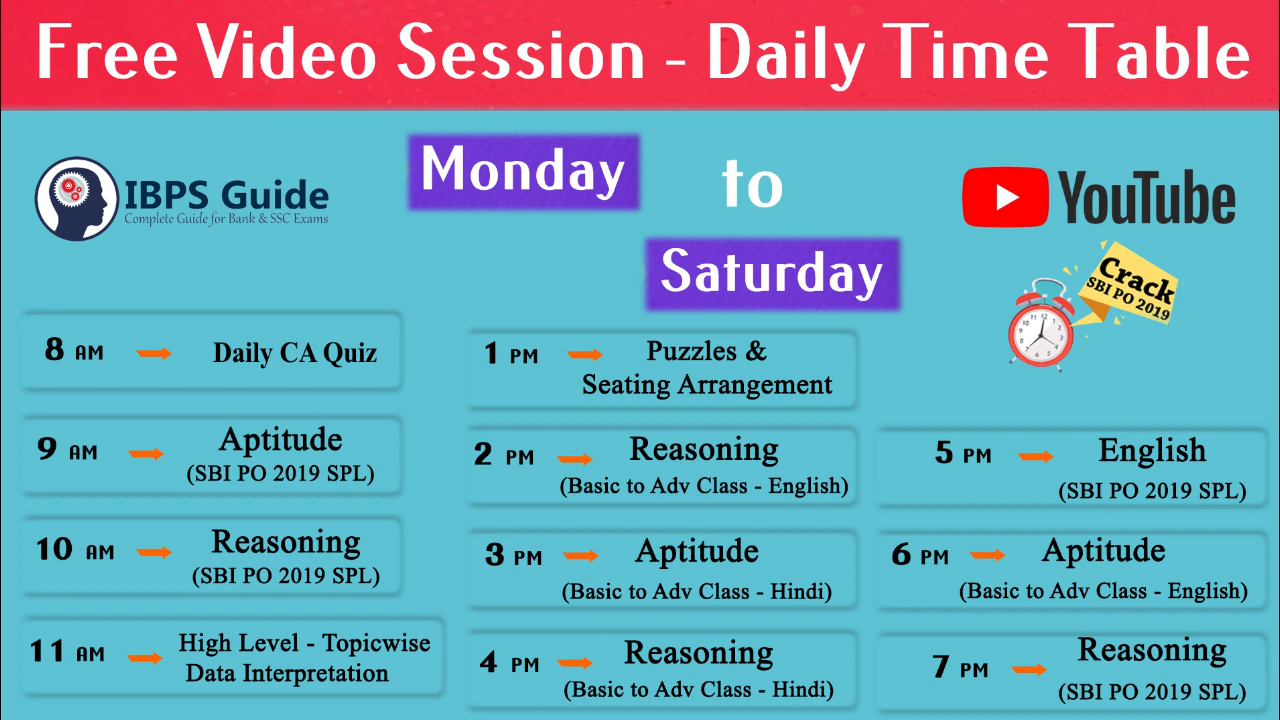 Free Video Session - Daily Time Table
IBPS Guide
Complete Guide for Bank & SSC Exams
Monday
to
Saturday
YouTube
Crack
SBI PO 2019
8 AM Daily CA Quiz
9 AM Aptitude
(SBI PO 2019 SPL)
10 AM Reasoning
(SBI PO 2019 SPL)
11 AM High Level - Topicwise
Data Interpretation
1 PM Puzzles &
Seating Arrangement
2 PM Reasoning
(Basic to Adv Class - English)
3 PM Aptitude
(Basic to Adv Class - Hindi)
4 PM Reasoning
(Basic to Adv Class - Hindi)
5 PM English
(SBI PO 2019 SPL)
6 PM Aptitude
(Basic to Adv Class - English)
7 PM Reasoning
(SBI PO 2019 SPL)